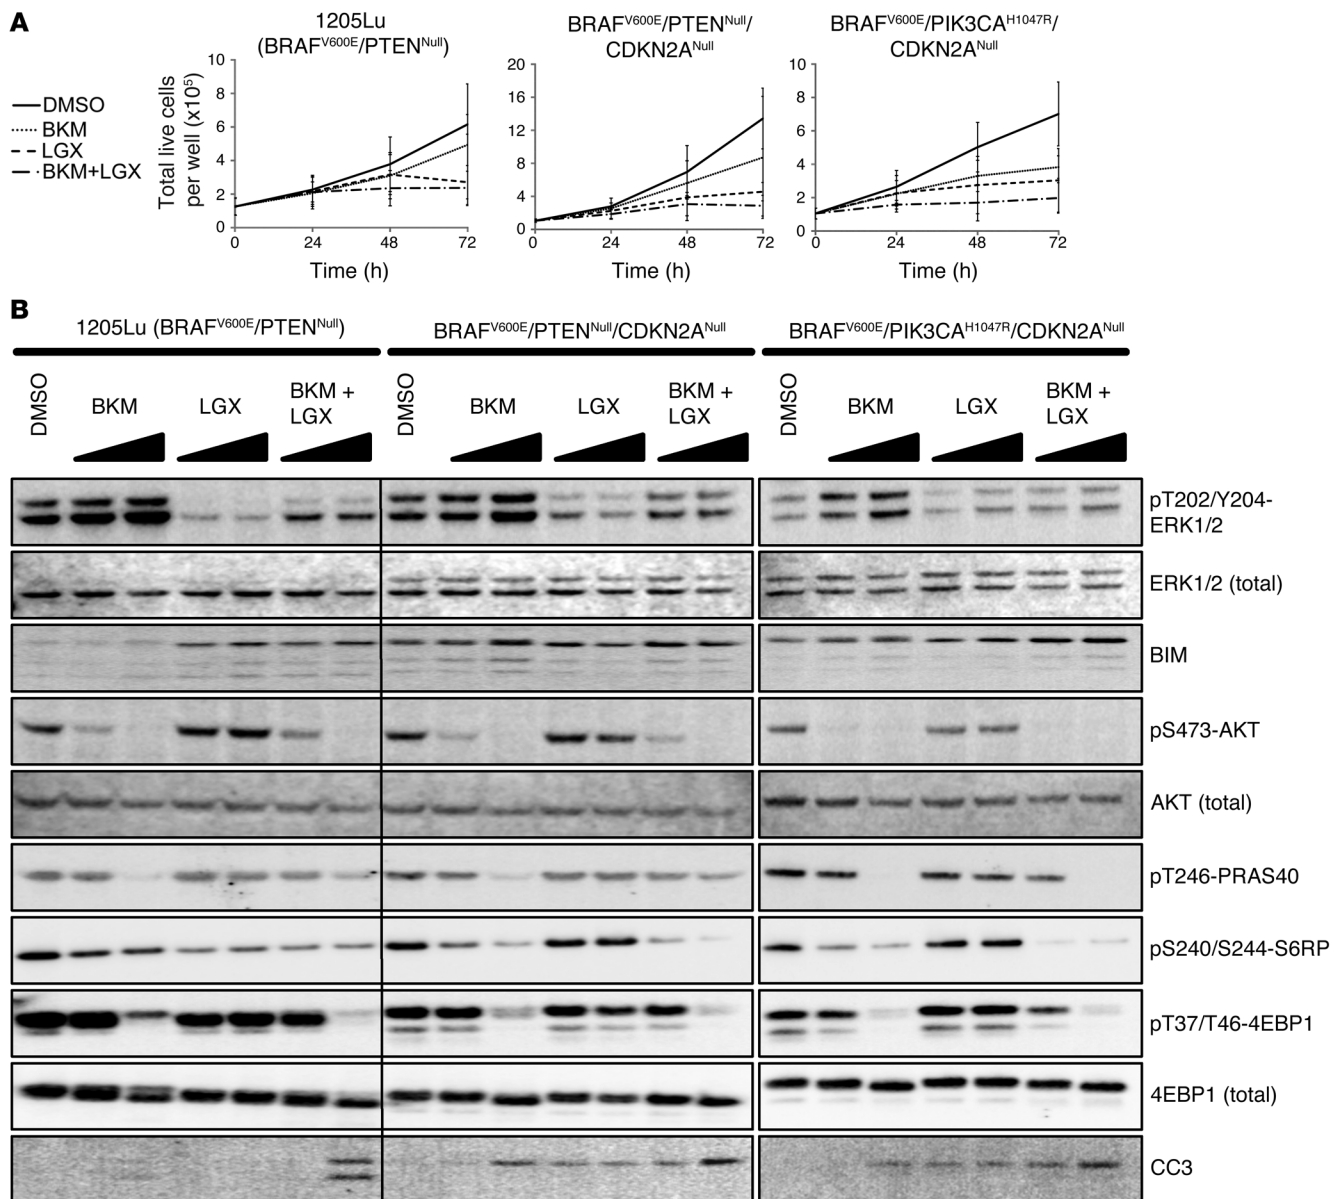 A
1205Lu
(BRAFV600E/PTENNull)
BRAFV600E/PTENNull/
CDKN2ANull
BRAFV600E/PIK3CAH1047R/
CDKN2ANull
DMSO
BKM
LGX
BKM+LGX
Total live cells
per well (x10⁵)
10
8
6
4
2
0
0 24 48 72
Time (h)
20
16
12
8
4
0
0 24 48 72
Time (h)
10
8
6
4
2
0
0 24 48 72
Time (h)
B
1205Lu (BRAFV600E/PTENNull)
BRAFV600E/PTENNull/CDKN2ANull
BRAFV600E/PIK3CAH1047R/CDKN2ANull
DMSO
BKM
LGX
BKM +
LGX
DMSO
BKM
LGX
BKM +
LGX
DMSO
BKM
LGX
BKM +
LGX
pT202/Y204-
ERK1/2
ERK1/2 (total)
BIM
pS473-AKT
AKT (total)
pT246-PRAS40
pS240/S244-S6RP
pT37/T46-4EBP1
4EBP1 (total)
CC3